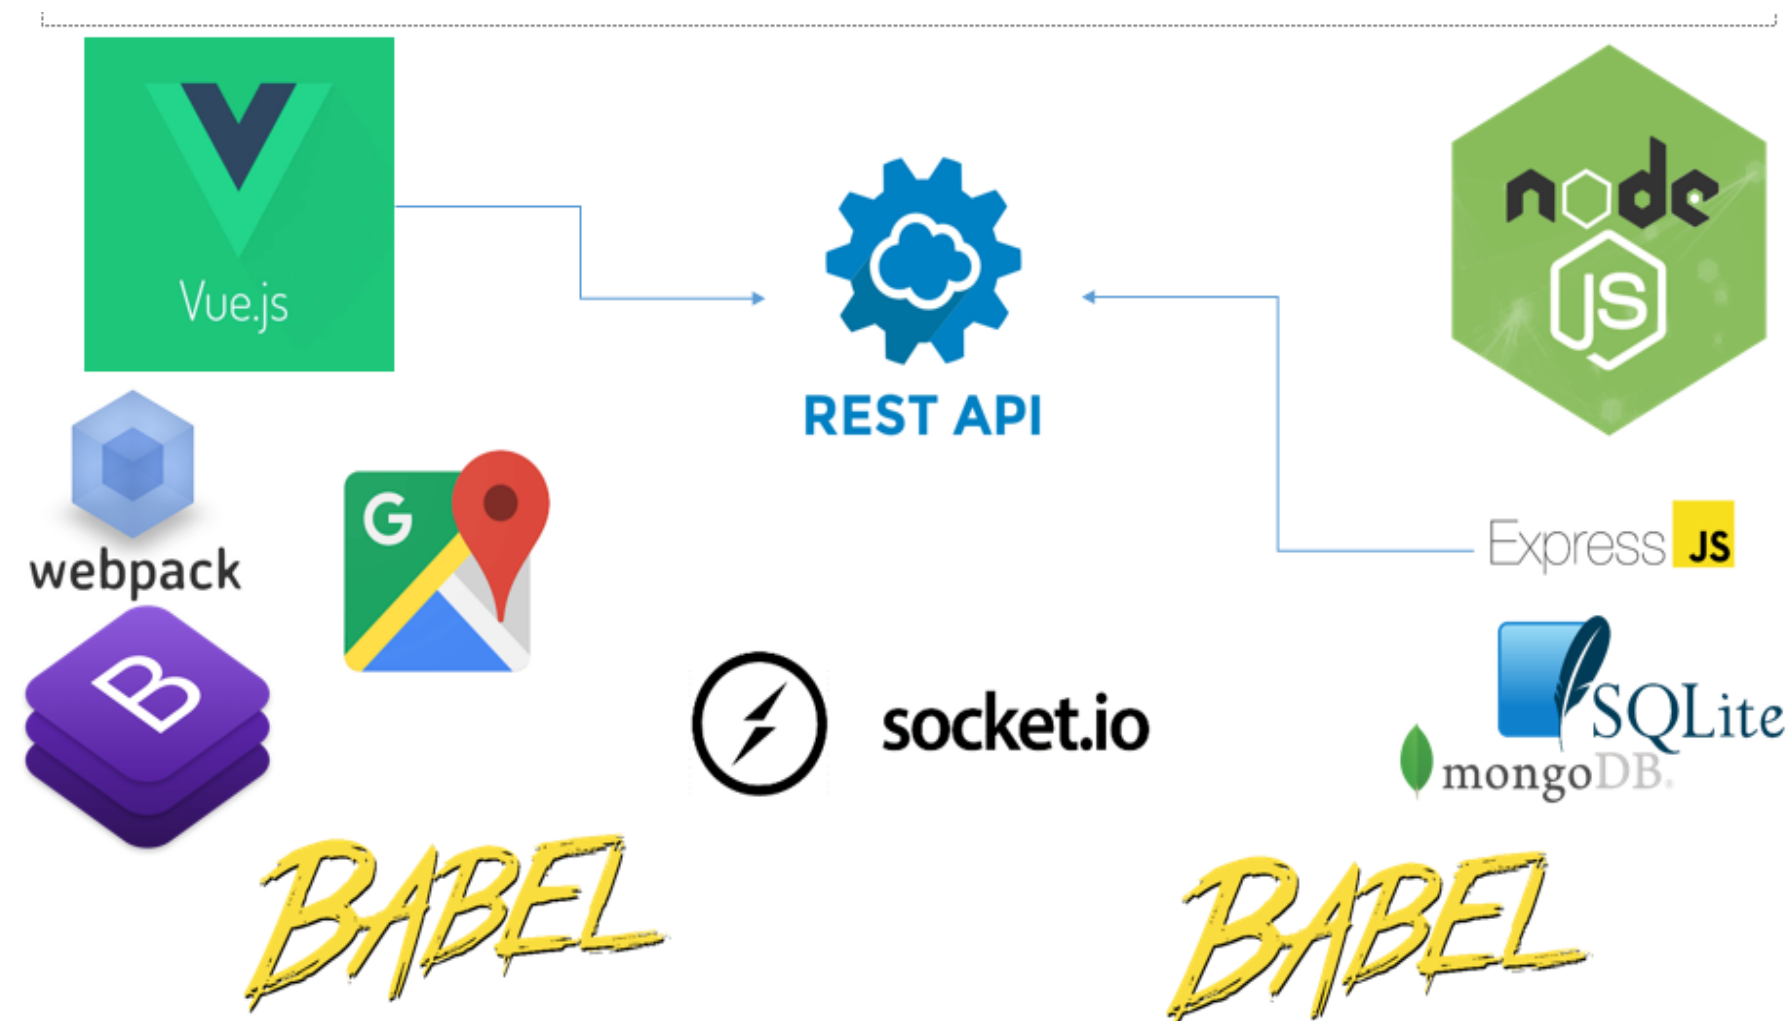 Vue.js
node
JS
REST API
G
webpack
Express JS
B
socket.io
SQLite
mongoDB.
BABEL
BABEL